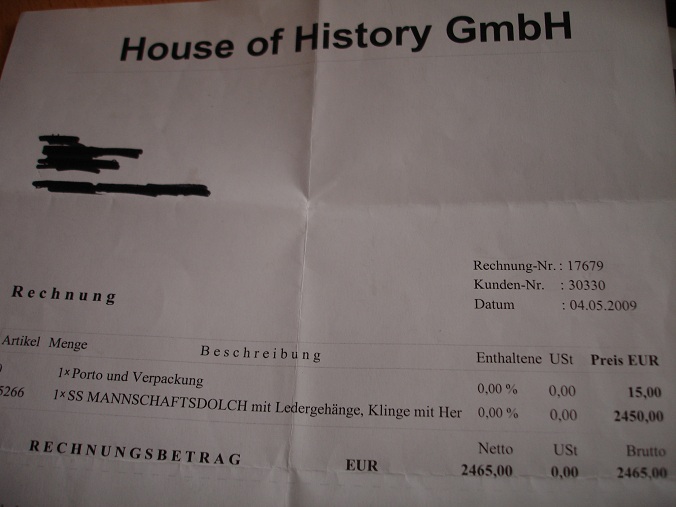 House of History GmbH
Rechnung-Nr. : 17679
Kunden-Nr. : 30330
Datum : 04.05.2009
Rechnung
Artikel Menge Beschreibung Enthaltene USt Preis EUR
1x Porto und Verpackung 0,00 % 0,00 15,00
5266 1x SS MANNSCHAFTSDOLCH mit Ledergehänge, Klinge mit Her 0,00 % 0,00 2450,00
Netto USt Brutto
RECHNUNGSBETRAG EUR 2465,00 0,00 2465,00